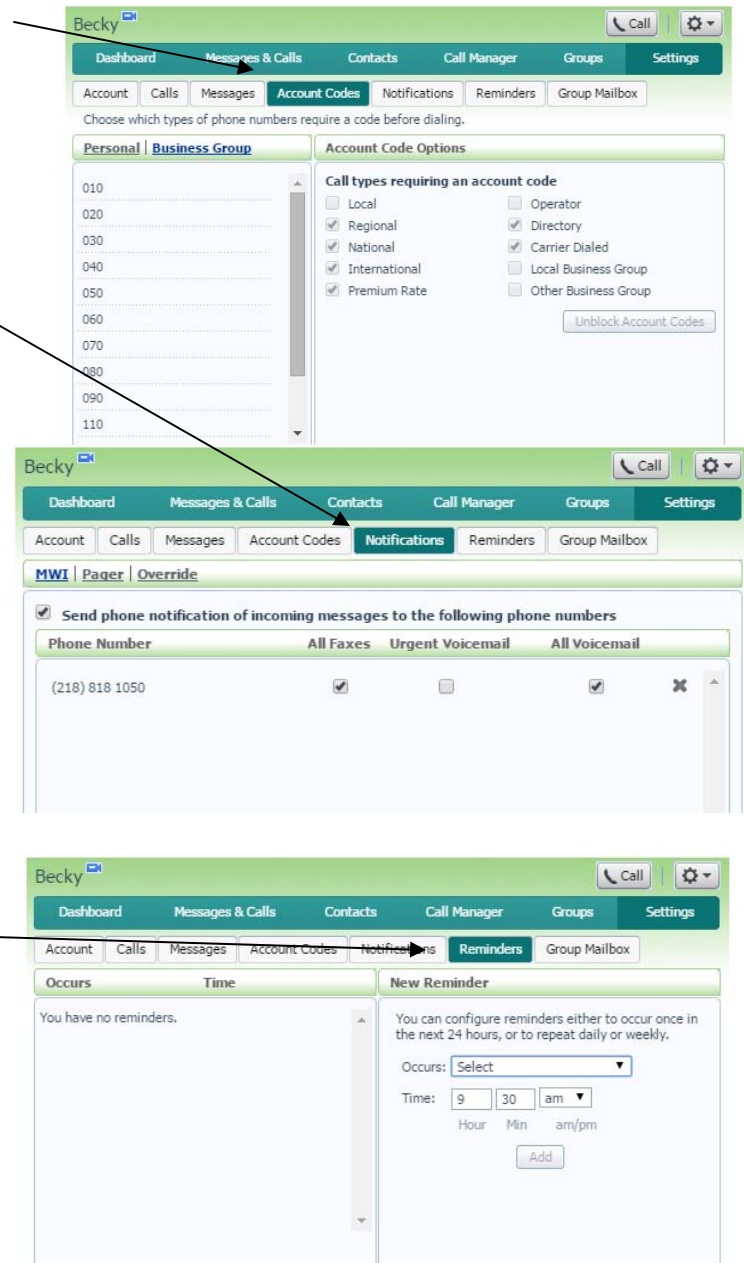 Becky
Call
Dashboard Messages & Calls Contacts Call Manager Groups Settings
Account Calls Messages Account Codes Notifications Reminders Group Mailbox
Choose which types of phone numbers require a code before dialing.
Personal | Business Group
Account Code Options
010
020
030
040
050
060
070
080
090
110
Call types requiring an account code
Local Operator
Regional Directory
National Carrier Dialed
International Local Business Group
Premium Rate Other Business Group
Unblock Account Codes
Becky
Call
Dashboard Messages & Calls Contacts Call Manager Groups Settings
Account Calls Messages Account Codes Notifications Reminders Group Mailbox
MWI | Pager | Override
Send phone notification of incoming messages to the following phone numbers
Phone Number All Faxes Urgent Voicemail All Voicemail
(218) 818 1050
Becky
Call
Dashboard Messages & Calls Contacts Call Manager Groups Settings
Account Calls Messages Account Codes Notifications Reminders Group Mailbox
Occurs Time
New Reminder
You have no reminders.
You can configure reminders either to occur once in
the next 24 hours, or to repeat daily or weekly.
Occurs: Select
Time: 9 30 am
Hour Min am/pm
Add